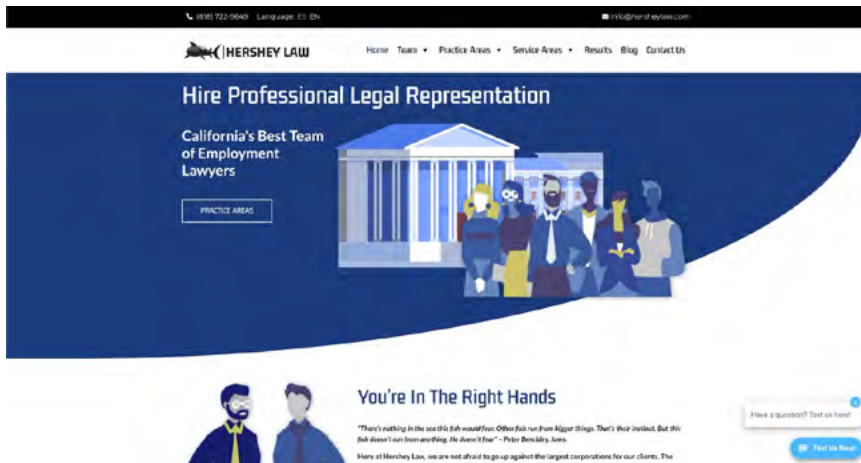 (818) 722-9649 Language: ES EN
info@hersheylaw.com
HERSHEY LAW
Home Team Practice Areas Service Areas Results Blog Contact Us
Hire Professional Legal Representation
California's Best Team
of Employment
Lawyers
PRACTICE AREAS
You're In The Right Hands
"There's nothing in the sea this fish would fear. Other fish run from bigger things. That's their instinct. But this
fish doesn't run from anything. He doesn't fear" – Peter Benchley, Jaws
Here at Hershey Law, we are not afraid to go up against the largest corporations for our clients. The
Have a question? Text us here!
Text Us Now